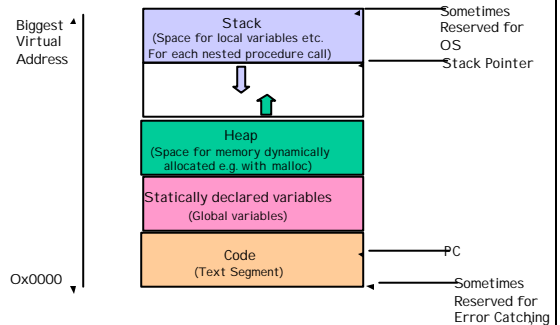 Biggest
Virtual
Address
Stack
(Space for local variables etc.
For each nested procedure call)
Sometimes
Reserved for
OS
Stack Pointer
Heap
(Space for memory dynamically
allocated e.g. with malloc)
Statically declared variables
(Global variables)
Code
(Text Segment)
PC
0x0000
Sometimes
Reserved for
Error Catching